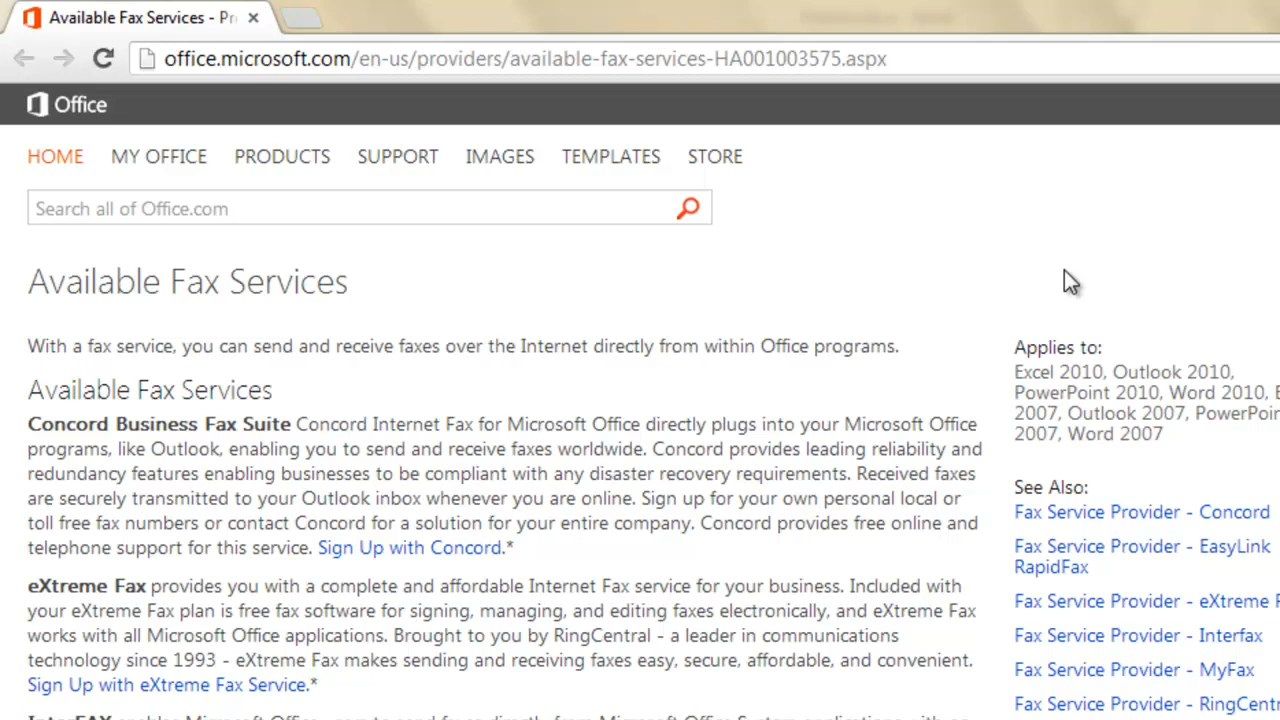 Available Fax Services - Pr
office.microsoft.com/en-us/providers/available-fax-services-HA001003575.aspx
Office
HOME MY OFFICE PRODUCTS SUPPORT IMAGES TEMPLATES STORE
Search all of Office.com
Available Fax Services
With a fax service, you can send and receive faxes over the Internet directly from within Office programs.
Available Fax Services
Concord Business Fax Suite Concord Internet Fax for Microsoft Office directly plugs into your Microsoft Office
programs, like Outlook, enabling you to send and receive faxes worldwide. Concord provides leading reliability and
redundancy features enabling businesses to be compliant with any disaster recovery requirements. Received faxes
are securely transmitted to your Outlook inbox whenever you are online. Sign up for your own personal local or
toll free fax numbers or contact Concord for a solution for your entire company. Concord provides free online and
telephone support for this service. Sign Up with Concord.*
eXtreme Fax provides you with a complete and affordable Internet Fax service for your business. Included with
your eXtreme Fax plan is free fax software for signing, managing, and editing faxes electronically, and eXtreme Fax
works with all Microsoft Office applications. Brought to you by RingCentral - a leader in communications
technology since 1993 - eXtreme Fax makes sending and receiving faxes easy, secure, affordable, and convenient.
Sign Up with eXtreme Fax Service.*
Applies to:
Excel 2010, Outlook 2010,
PowerPoint 2010, Word 2010, E
2007, Outlook 2007, PowerPoin
2007, Word 2007
See Also:
Fax Service Provider - Concord
Fax Service Provider - EasyLink
RapidFax
Fax Service Provider - eXtreme F
Fax Service Provider - Interfax
Fax Service Provider - MyFax
Fax Service Provider - RingCentr